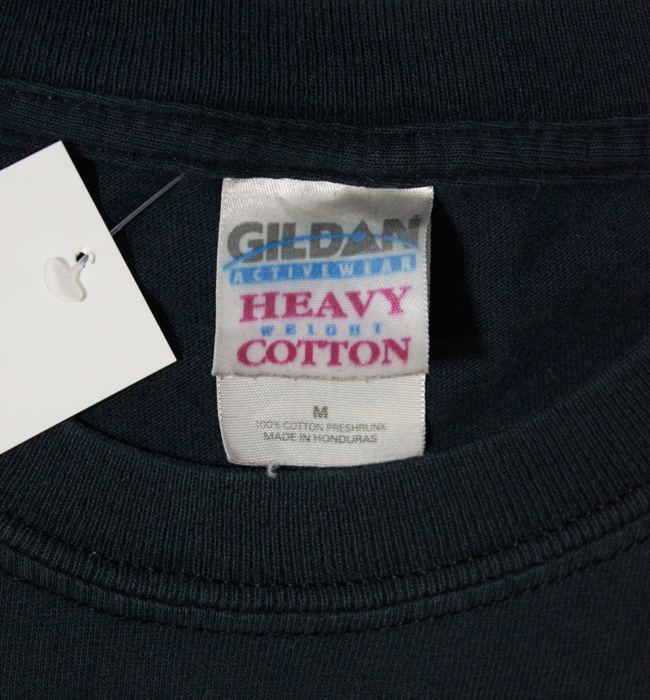 GILDAN
ACTIVEWEAR
HEAVY
WEIGHT
COTTON
M
100% COTTON PRESHRUNK
MADE IN HONDURAS